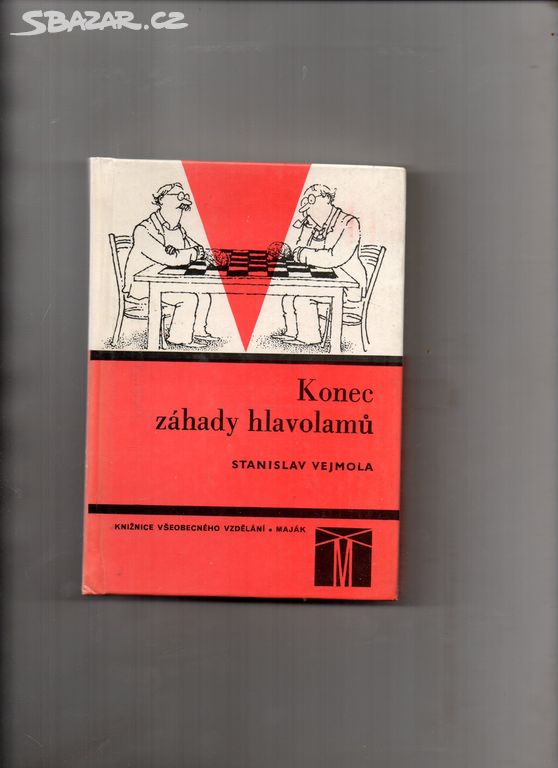 SBAZAR.CZ
Konec
záhady hlavolamů
STANISLAV VEJMOLA
KNIŽNICE VŠEOBECNÉHO VZDĚLÁNÍ • MAJÁK
M